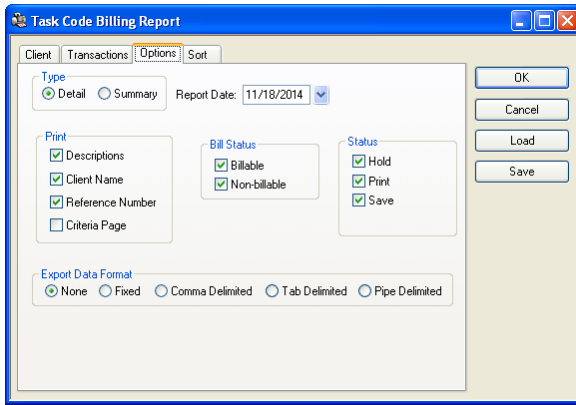 Task Code Billing Report
Client Transactions Options Sort
Type
Detail Summary Report Date: 11/18/2014
OK
Cancel
Load
Save
Print
Descriptions
Client Name
Reference Number
Criteria Page
Bill Status
Billable
Non-billable
Status
Hold
Print
Save
Export Data Format
None Fixed Comma Delimited Tab Delimited Pipe Delimited